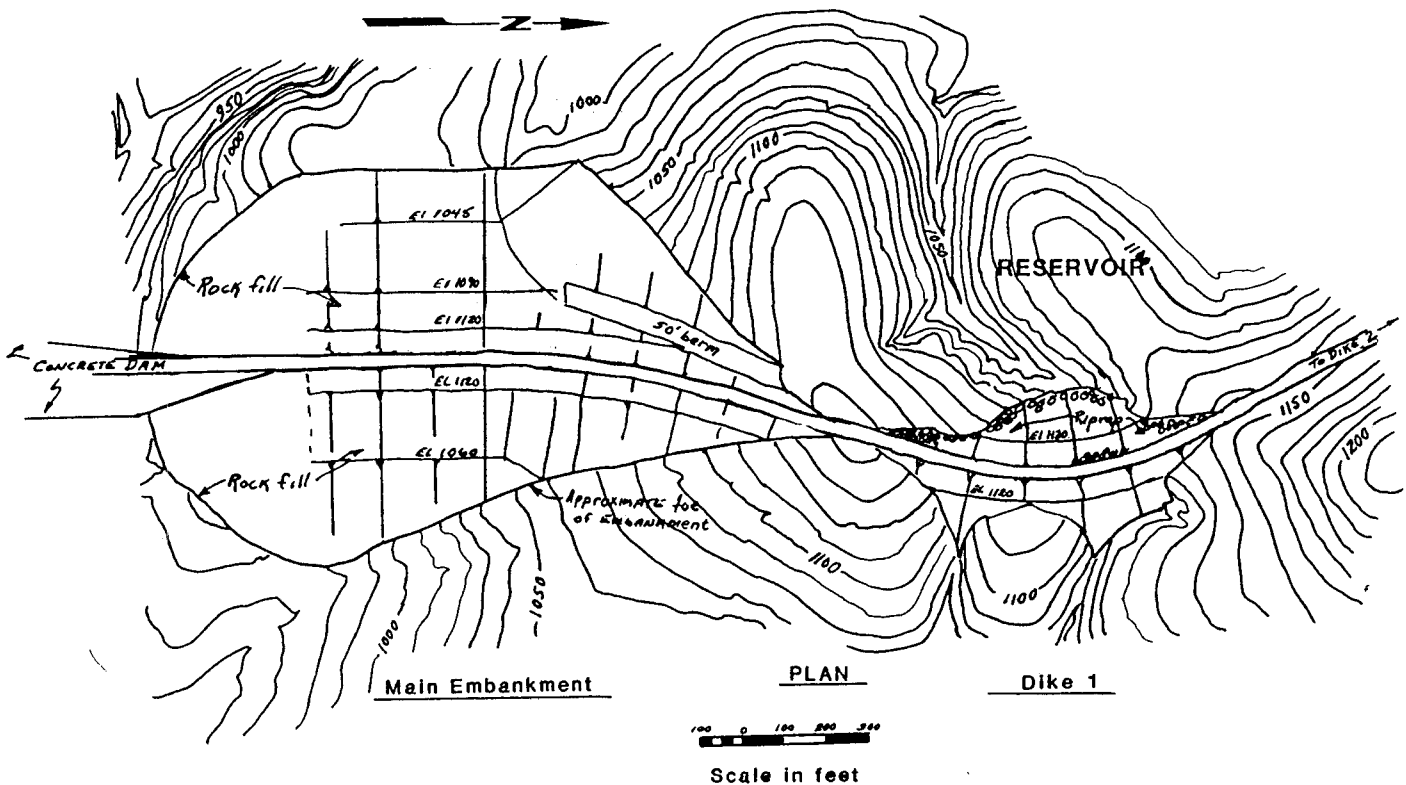 N
950
1000
1000
1100
1050
1050
RESERVOIR
El 1045
Rock fill
El 1090
El 1120
50' berm
TO DIKE 2
CONCRETE DAM
EL 1120
Riprap
El 1120
1150
1200
EL 1060
Rock fill
EL 1120
Approximate toe
of EMBANKMENT
1100
1100
1050
1000
Main Embankment
PLAN
Dike 1
100 0 100 200 300
Scale in feet